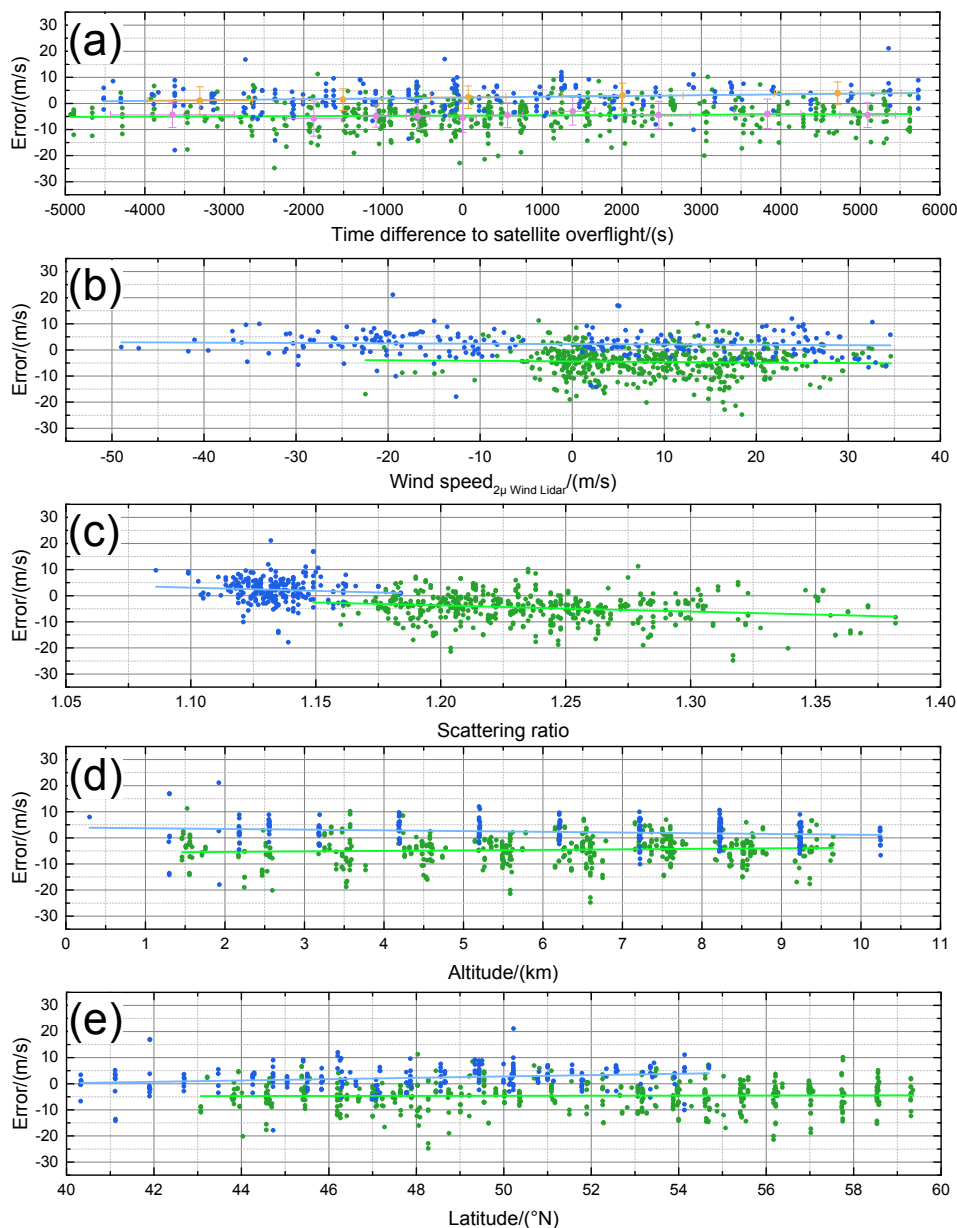 (a)
Error/(m/s)
30
20
10
0
-10
-20
-30
-5000 -4000 -3000 -2000 -1000 0 1000 2000 3000 4000 5000 6000
Time difference to satellite overflight/(s)
(b)
Error/(m/s)
30
20
10
0
-10
-20
-30
-50 -40 -30 -20 -10 0 10 20 30 40
Wind speed2µ Wind Lidar/(m/s)
(c)
Error/(m/s)
30
20
10
0
-10
-20
-30
1.05 1.10 1.15 1.20 1.25 1.30 1.35 1.40
Scattering ratio
(d)
Error/(m/s)
30
20
10
0
-10
-20
-30
0 1 2 3 4 5 6 7 8 9 10 11
Altitude/(km)
(e)
Error/(m/s)
30
20
10
0
-10
-20
-30
40 42 44 46 48 50 52 54 56 58 60
Latitude/(°N)